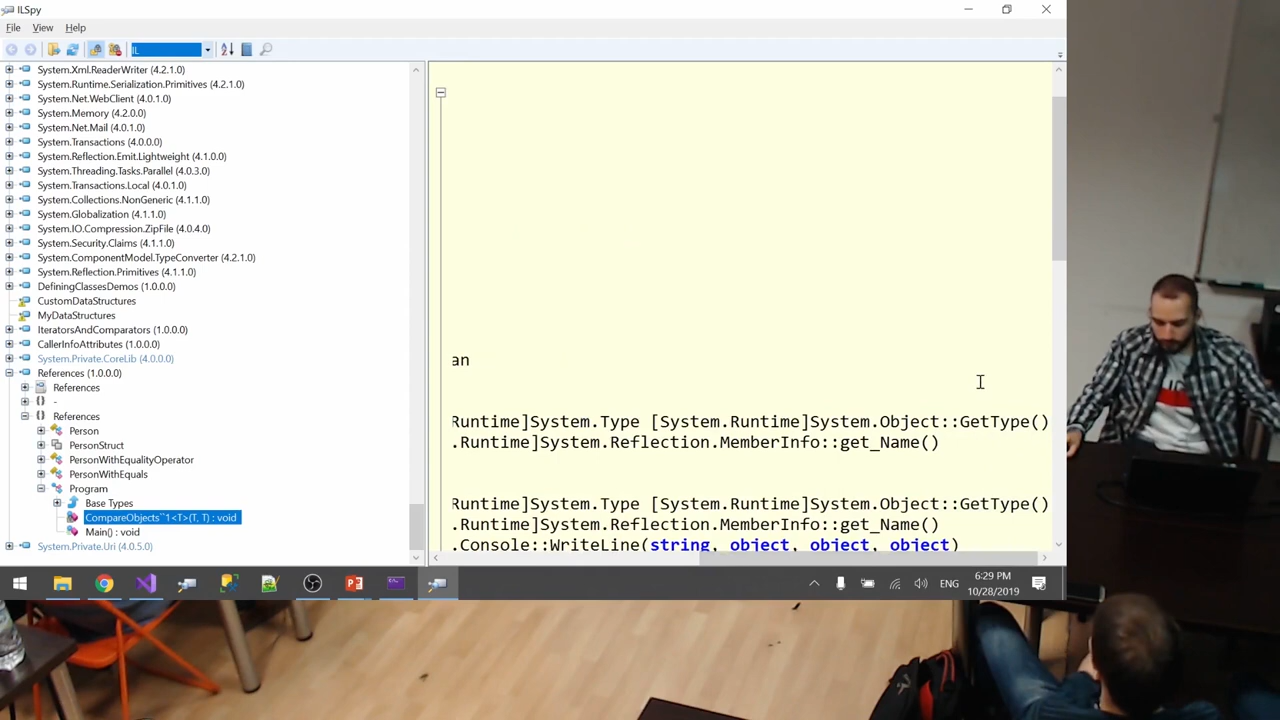 ILSpy
File View Help
IL
System.Xml.ReaderWriter (4.2.1.0)
System.Runtime.Serialization.Primitives (4.2.1.0)
System.Net.WebClient (4.0.1.0)
System.Memory (4.2.0.0)
System.Net.Mail (4.0.1.0)
System.Transactions (4.0.0.0)
System.Reflection.Emit.Lightweight (4.1.0.0)
System.Threading.Tasks.Parallel (4.0.3.0)
System.Transactions.Local (4.0.1.0)
System.Collections.NonGeneric (4.1.1.0)
System.Globalization (4.1.1.0)
System.IO.Compression.ZipFile (4.0.4.0)
System.Security.Claims (4.1.1.0)
System.ComponentModel.TypeConverter (4.2.1.0)
System.Reflection.Primitives (4.1.1.0)
DefiningClassesDemos (1.0.0.0)
CustomDataStructures
MyDataStructures
IteratorsAndComparators (1.0.0.0)
CallerInfoAttributes (1.0.0.0)
System.Private.CoreLib (4.0.0.0)
References (1.0.0.0)
References
{} -
{} References
Person
PersonStruct
PersonWithEqualityOperator
PersonWithEquals
Program
Base Types
CompareObjects``1<T>(T, T) : void
Main() : void
System.Private.Uri (4.0.5.0)
an
Runtime]System.Type [System.Runtime]System.Object::GetType()
.Runtime]System.Reflection.MemberInfo::get_Name()
Runtime]System.Type [System.Runtime]System.Object::GetType()
.Runtime]System.Reflection.MemberInfo::get_Name()
.Console::WriteLine(string, object, object, object)
ENG
6:29 PM
10/28/2019